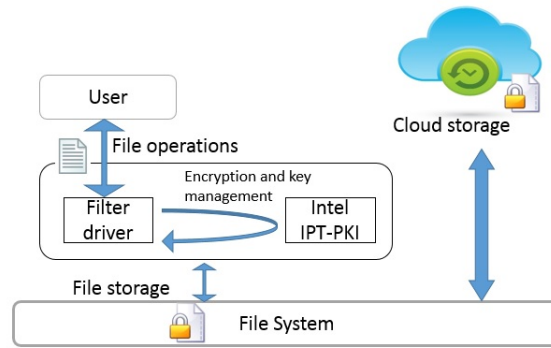 User
File operations
Cloud storage
Encryption and key
management
Filter
driver
Intel
IPT-PKI
File storage
File System